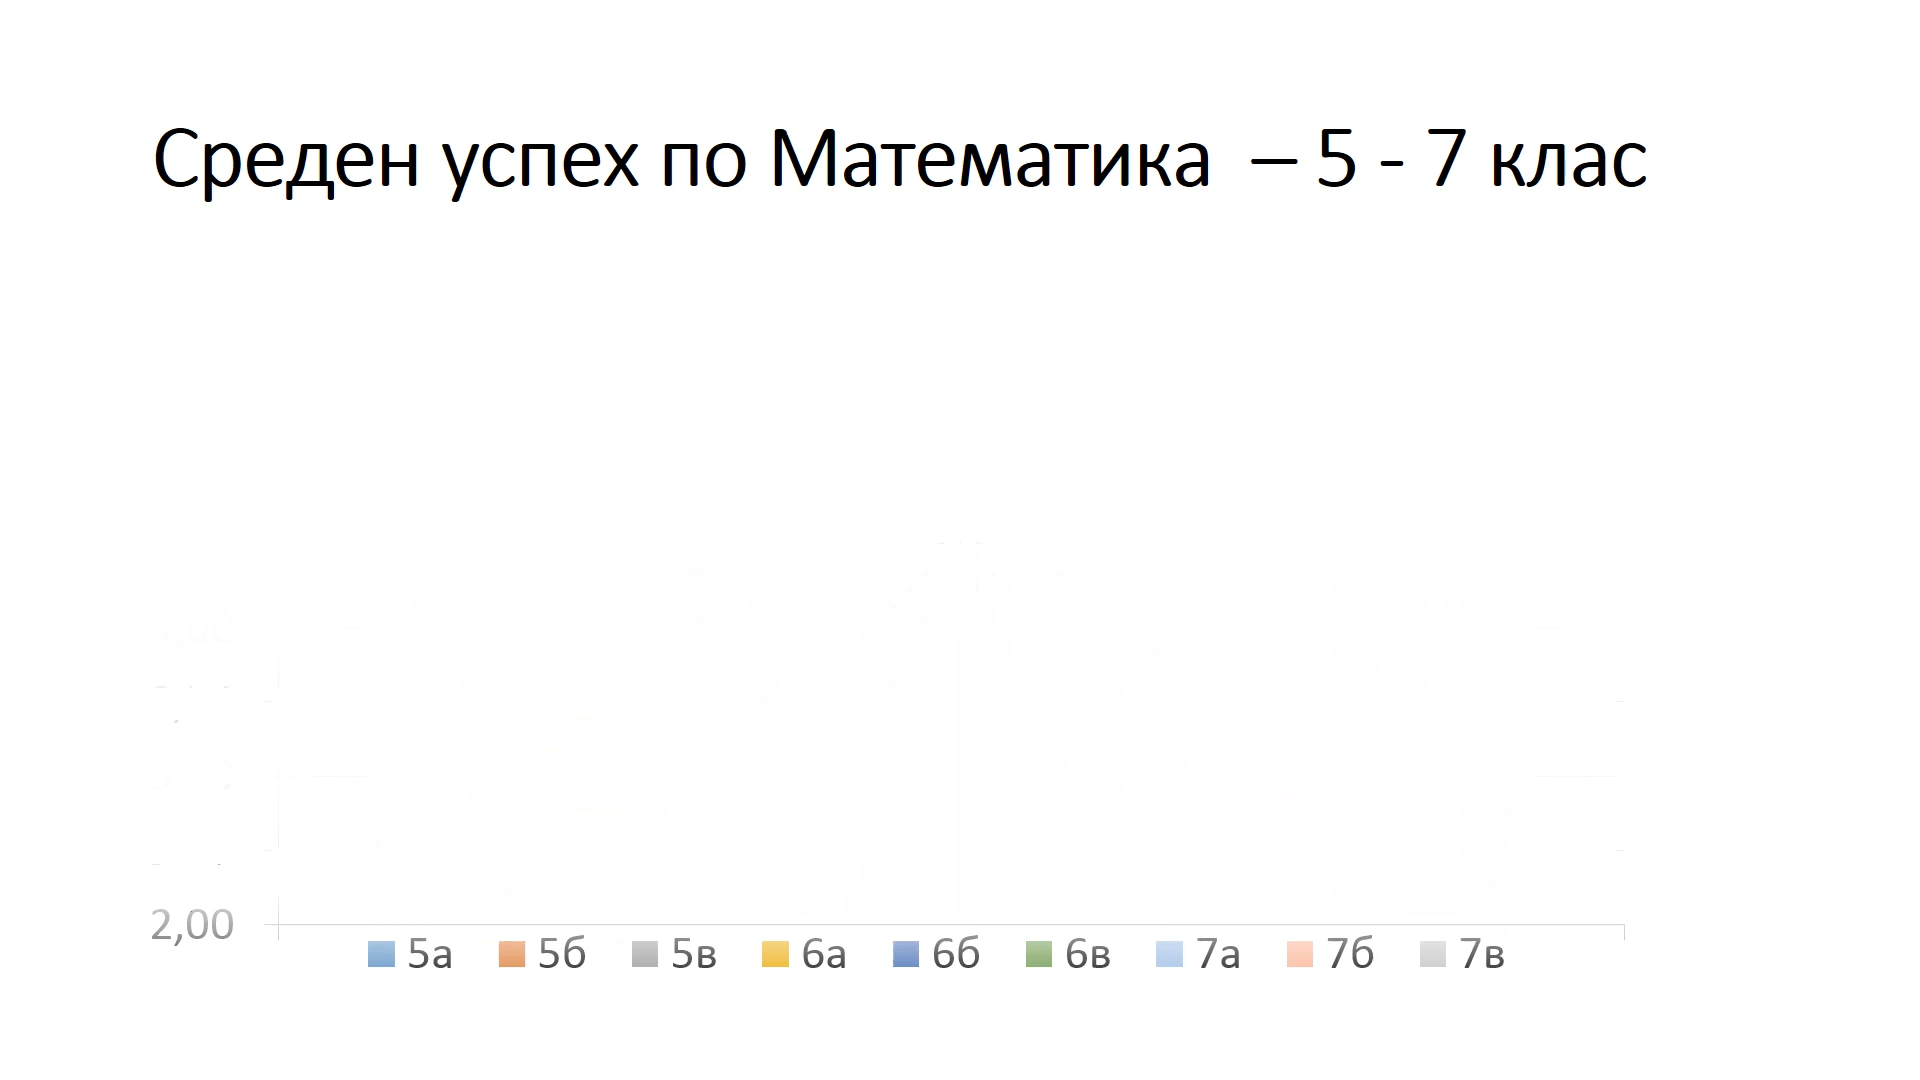 Среден успех по Математика – 5 - 7 клас
2,00
5а 5б 5в 6а 6б 6в 7а 7б 7в